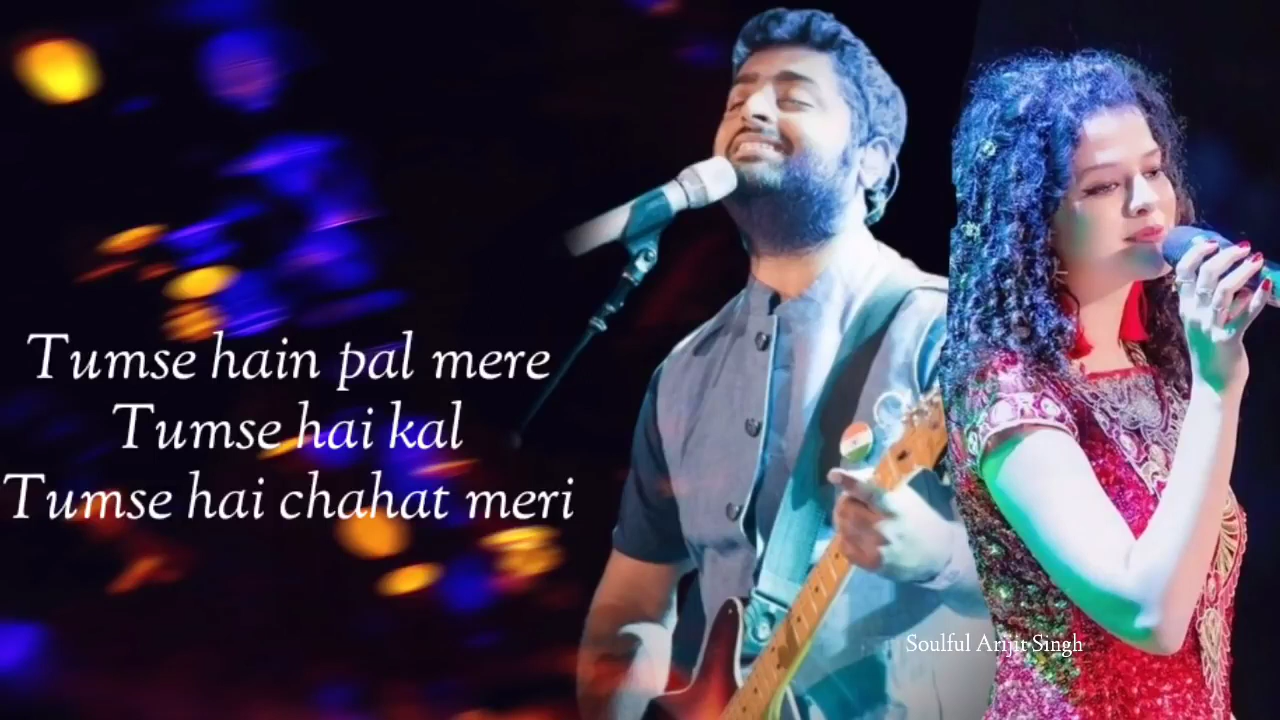 Tumse hain pal mere
Tumse hai kal
Tumse hai chahat meri
Soulful Arijit Singh